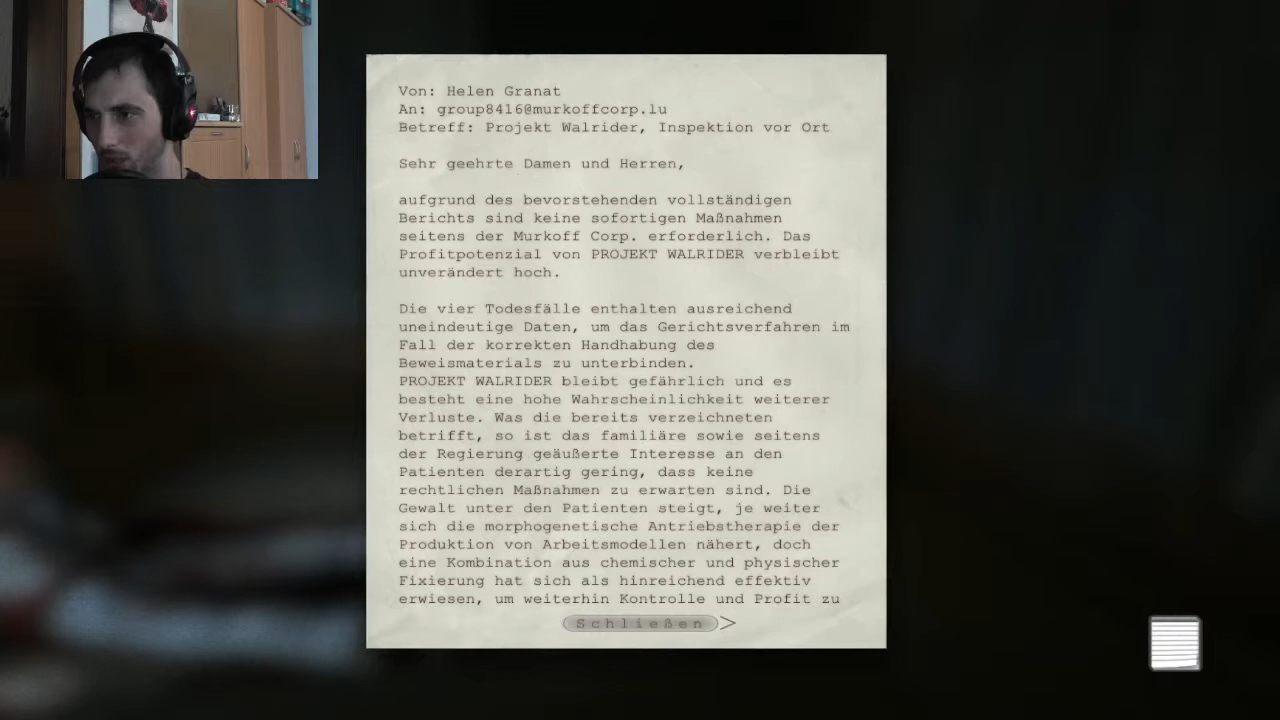 Von: Helen Granat
An: group8416@murkoffcorp.lu
Betreff: Projekt Walrider, Inspektion vor Ort
Sehr geehrte Damen und Herren,
aufgrund des bevorstehenden vollständigen
Berichts sind keine sofortigen Maßnahmen
seitens der Murkoff Corp. erforderlich. Das
Profitpotenzial von PROJEKT WALRIDER verbleibt
unverändert hoch.
Die vier Todesfälle enthalten ausreichend
uneindeutige Daten, um das Gerichtsverfahren im
Fall der korrekten Handhabung des
Beweismaterials zu unterbinden.
PROJEKT WALRIDER bleibt gefährlich und es
besteht eine hohe Wahrscheinlichkeit weiterer
Verluste. Was die bereits verzeichneten
betrifft, so ist das familiäre sowie seitens
der Regierung geäußerte Interesse an den
Patienten derartig gering, dass keine
rechtlichen Maßnahmen zu erwarten sind. Die
Gewalt unter den Patienten steigt, je weiter
sich die morphogenetische Antriebstherapie der
Produktion von Arbeitsmodellen nähert, doch
eine Kombination aus chemischer und physischer
Fixierung hat sich als hinreichend effektiv
erwiesen, um weiterhin Kontrolle und Profit zu
Schließen >